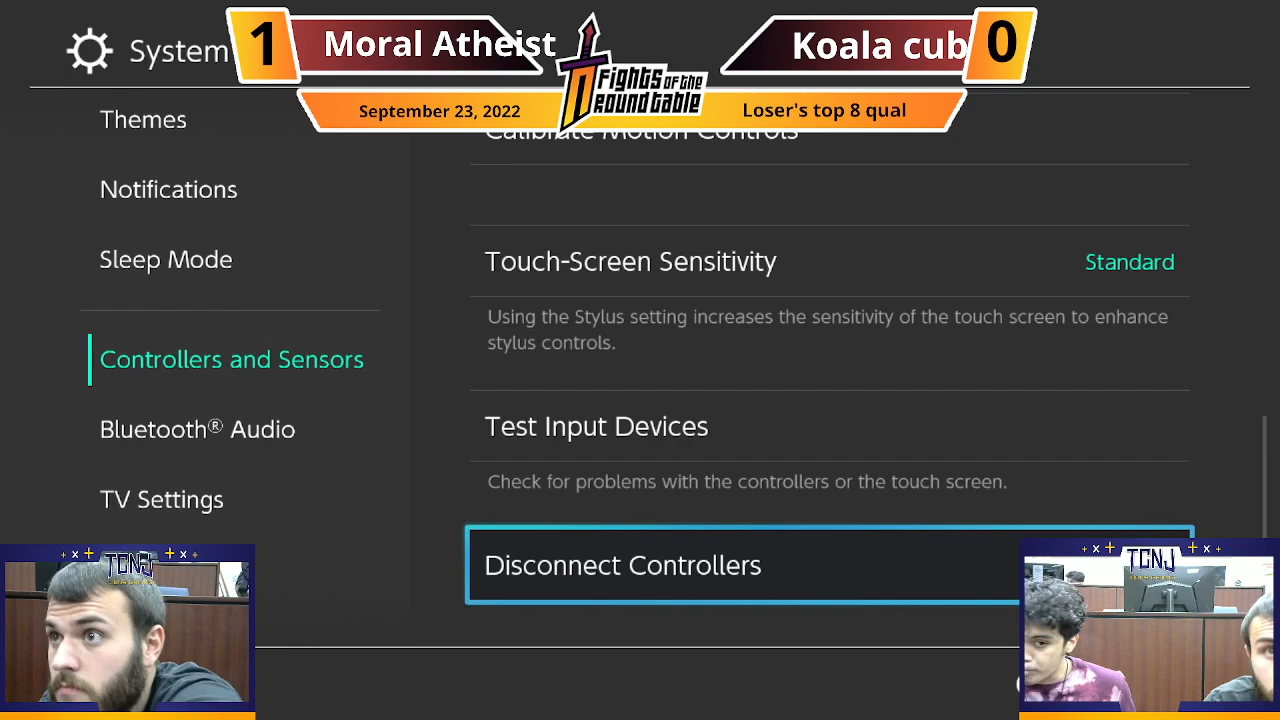 System
1
Moral Atheist
Koala cub
0
Fights of the
Round table
September 23, 2022
Loser's top 8 qual
Themes
Notifications
Sleep Mode
Controllers and Sensors
Bluetooth® Audio
TV Settings
Calibrate Motion Controls
Touch-Screen Sensitivity Standard
Using the Stylus setting increases the sensitivity of the touch screen to enhance
stylus controls.
Test Input Devices
Check for problems with the controllers or the touch screen.
Disconnect Controllers
TCNJ
TCNJ